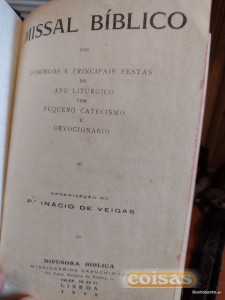 MISSAL BÍBLICO
DOS
DOMINGOS E PRINCIPAIS FESTAS
DO
ANO LITÚRGICO
COM
PEQUENO CATECISMO
E
DEVOCIONÁRIO
ORGANIZAÇÃO DO
P.e INÁCIO DE VEIGAS
DIFUSORA BÍBLICA
MISSIONÁRIOS CAPUCHINHOS
LISBOA
coisas